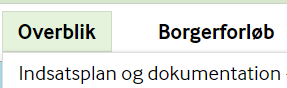 Overblik Borgerforløb
Indsatsplan og dokumentation